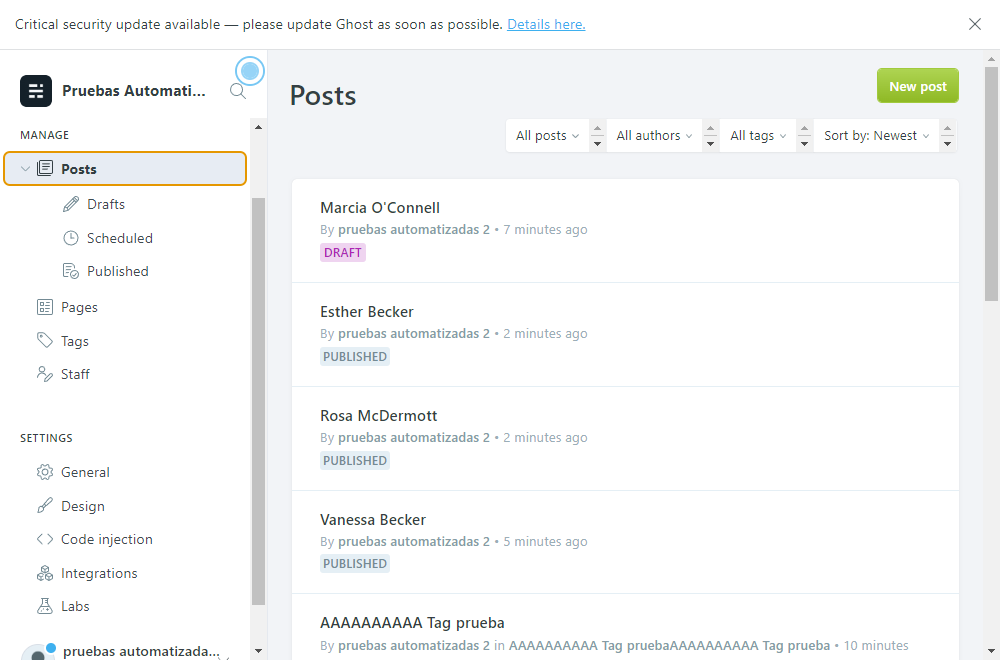 Critical security update available — please update Ghost as soon as possible. Details here.
Pruebas Automati...
MANAGE
Posts
Drafts
Scheduled
Published
Pages
Tags
Staff
SETTINGS
General
Design
Code injection
Integrations
Labs
pruebas automatizada...
Posts
New post
All posts
All authors
All tags
Sort by: Newest
Marcia O'Connell
By pruebas automatizadas 2 • 7 minutes ago
DRAFT
Esther Becker
By pruebas automatizadas 2 • 2 minutes ago
PUBLISHED
Rosa McDermott
By pruebas automatizadas 2 • 2 minutes ago
PUBLISHED
Vanessa Becker
By pruebas automatizadas 2 • 5 minutes ago
PUBLISHED
AAAAAAAAAA Tag prueba
By pruebas automatizadas 2 in AAAAAAAAAA Tag pruebaAAAAAAAAAA Tag prueba • 10 minutes